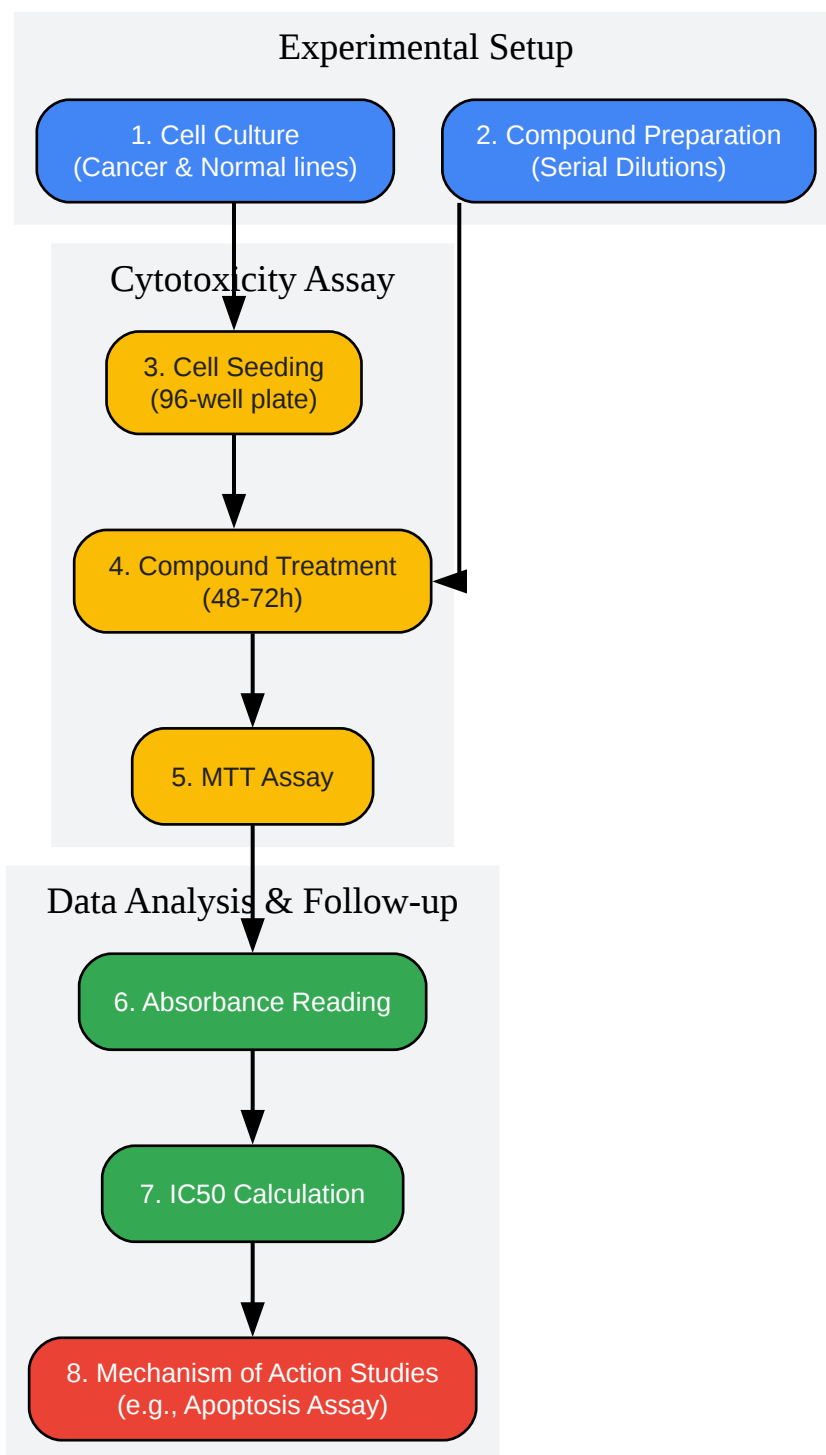 Experimental Setup
1. Cell Culture
(Cancer & Normal lines)
2. Compound Preparation
(Serial Dilutions)
Cytotoxicity Assay
3. Cell Seeding
(96-well plate)
4. Compound Treatment
(48-72h)
5. MTT Assay
Data Analysis & Follow-up
6. Absorbance Reading
7. IC50 Calculation
8. Mechanism of Action Studies
(e.g., Apoptosis Assay)